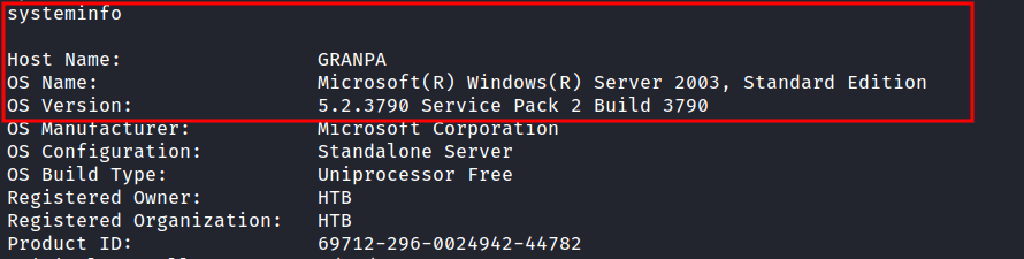 systeminfo
Host Name: GRANPA
OS Name: Microsoft(R) Windows(R) Server 2003, Standard Edition
OS Version: 5.2.3790 Service Pack 2 Build 3790
OS Manufacturer: Microsoft Corporation
OS Configuration: Standalone Server
OS Build Type: Uniprocessor Free
Registered Owner: HTB
Registered Organization: HTB
Product ID: 69712-296-0024942-44782